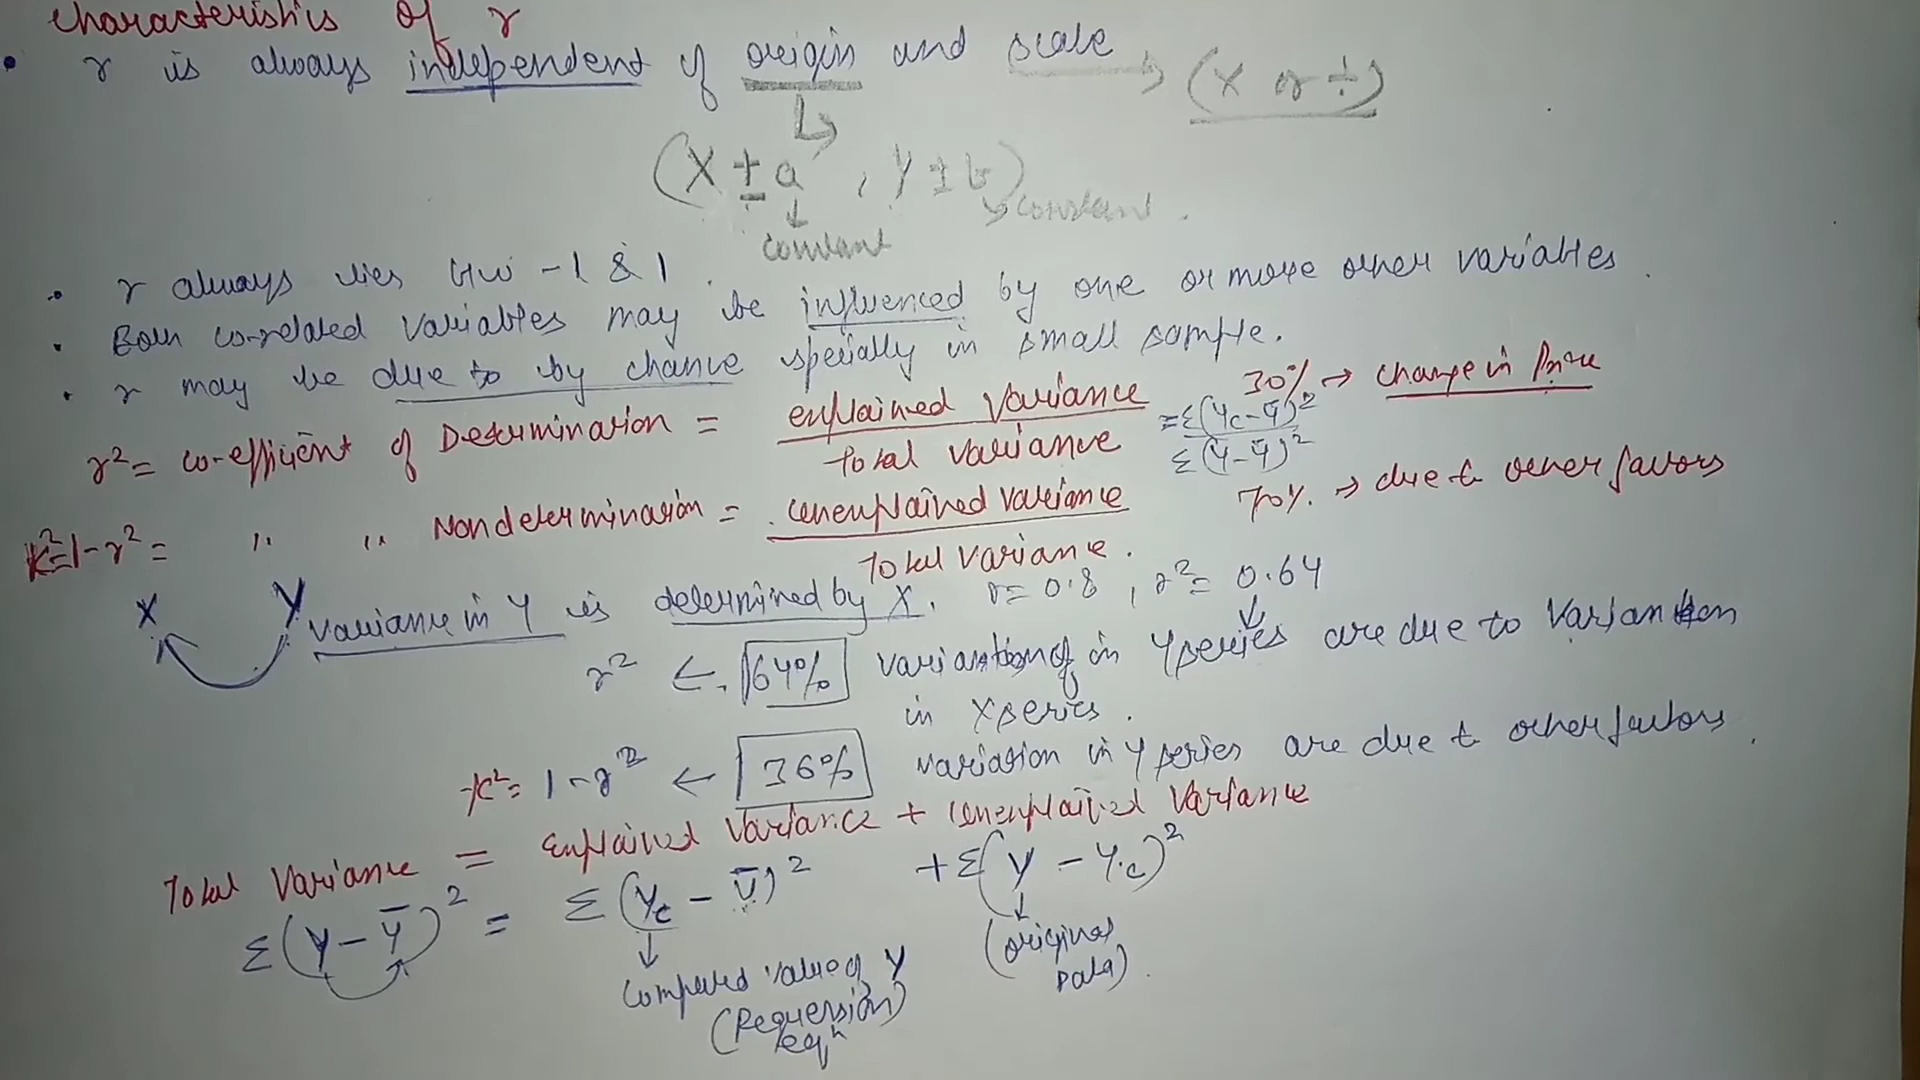 characteristics of r
• r is always independent of origin and scale → (X or ÷)
(X ± a , Y ± b)
constant
constant.
• r always lies btw -1 & 1.
• Both co-related variables may be influenced by one or more other variables.
• r may be due to by chance specially in small sample.
r² = co-efficient of Determination = explained variance / Total variance = Σ(Yc - Ȳ)² / Σ(Y - Ȳ)² 30% → change in Price
K² = 1 - r² = " " Nondetermination = unexplained variance / Total variance. 70% → due to other factors
X Y variance in Y is determined by X. r = 0.8 , r² = 0.64
r² ← 64% in Y series are due to variation
in X series.
K² = 1 - r² ← 36% variation in Y series are due to other factors.
Total Variance = Explained Variance + Unexplained Variance
Σ(Y - Ȳ)² = Σ(Yc - Ȳ)² + Σ(Y - Yc)²
Computed value of Y
(Regression
eqⁿ
(original
data).